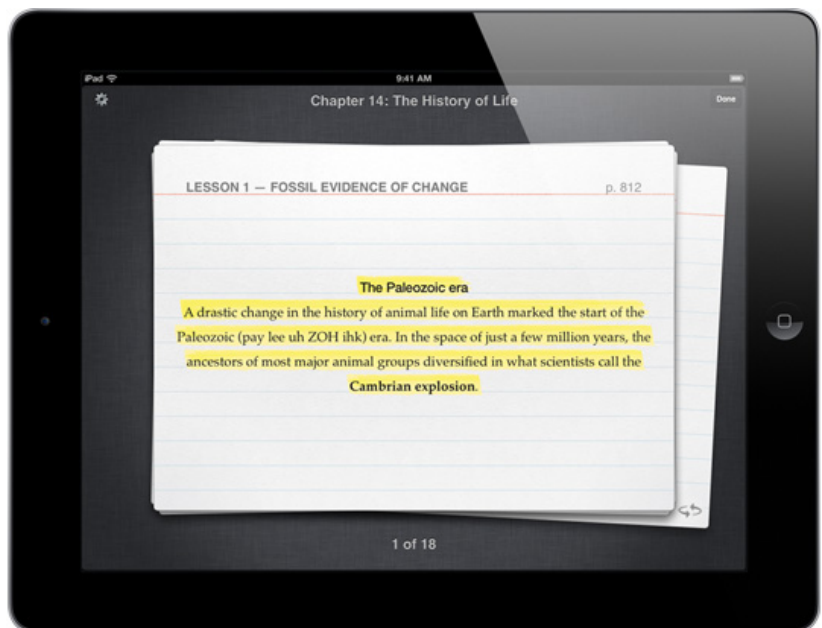 iPad 9:41 AM
Chapter 14: The History of Life Done
LESSON 1 — FOSSIL EVIDENCE OF CHANGE p. 812
The Paleozoic era
A drastic change in the history of animal life on Earth marked the start of the
Paleozoic (pay lee uh ZOH ihk) era. In the space of just a few million years, the
ancestors of most major animal groups diversified in what scientists call the
Cambrian explosion.
1 of 18